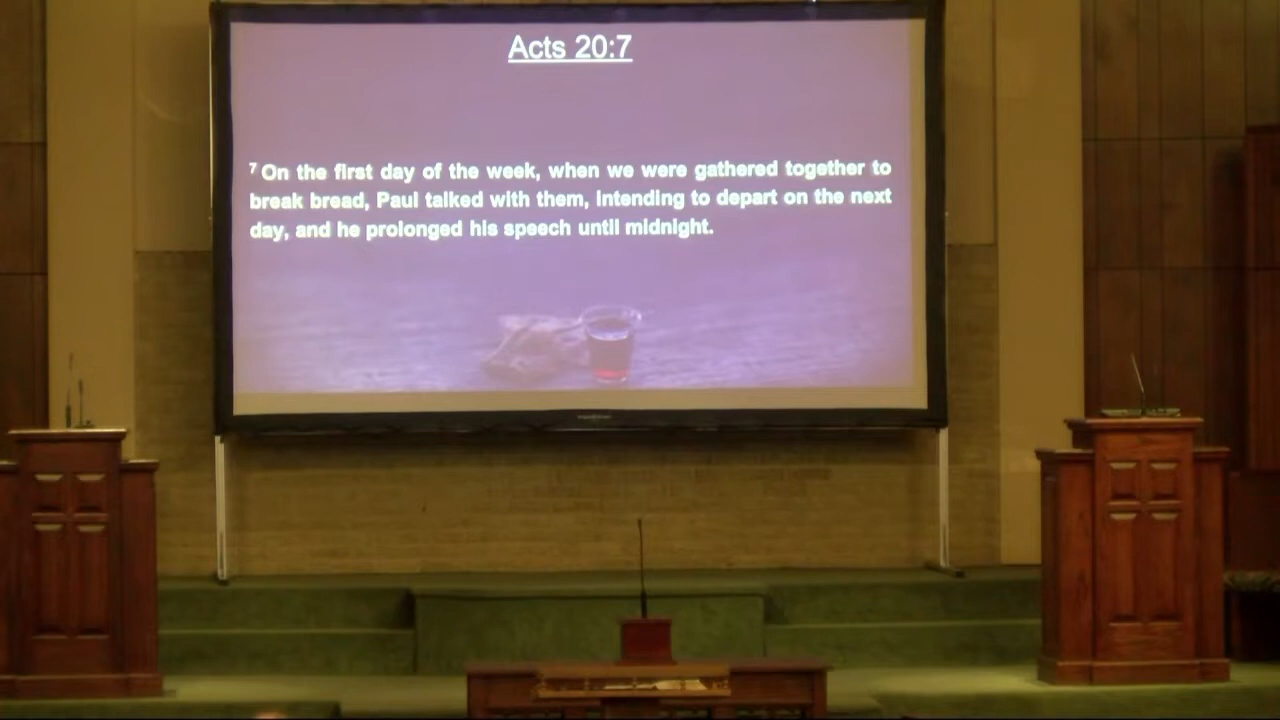 Acts 20:7
7 On the first day of the week, when we were gathered together to
break bread, Paul talked with them, intending to depart on the next
day, and he prolonged his speech until midnight.